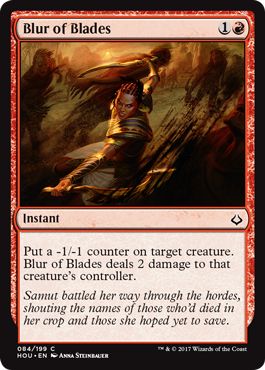 Blur of Blades 1
Instant
Put a -1/-1 counter on target creature.
Blur of Blades deals 2 damage to that
creature's controller.
Samut battled her way through the hordes,
shouting the names of those who'd died in
her crop and those she hoped yet to save.
084/199 C
HOU • EN Anna Steinbauer
™ & © 2017 Wizards of the Coast